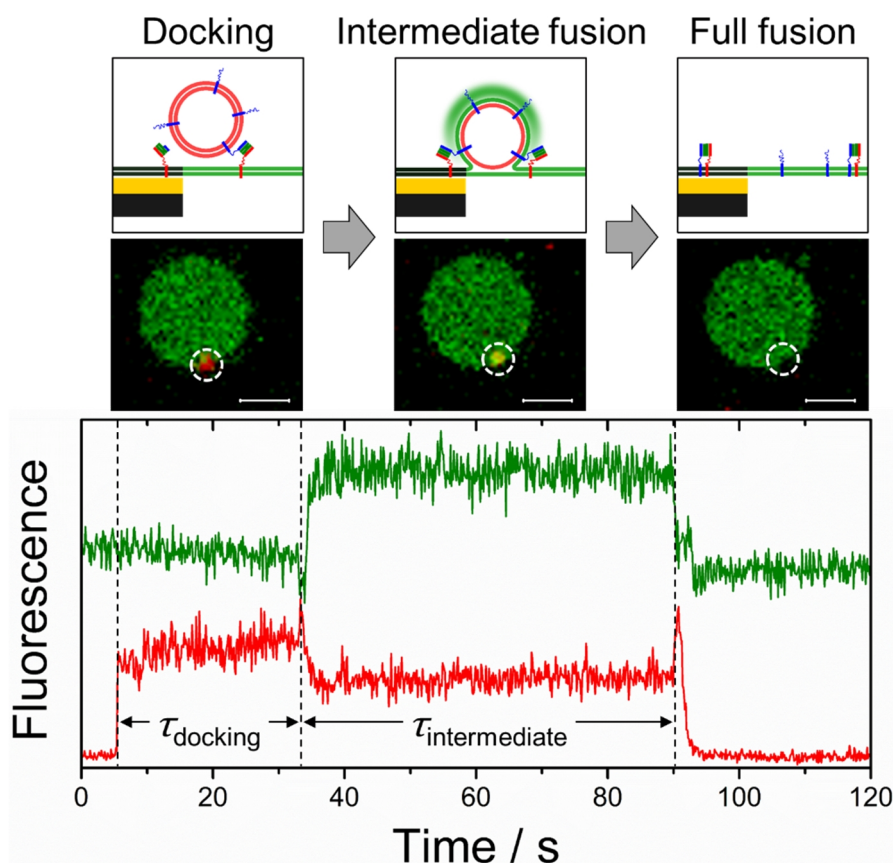 Docking Intermediate fusion Full fusion
Fluorescence
τdocking τintermediate
0 20 40 60 80 100 120
Time / s